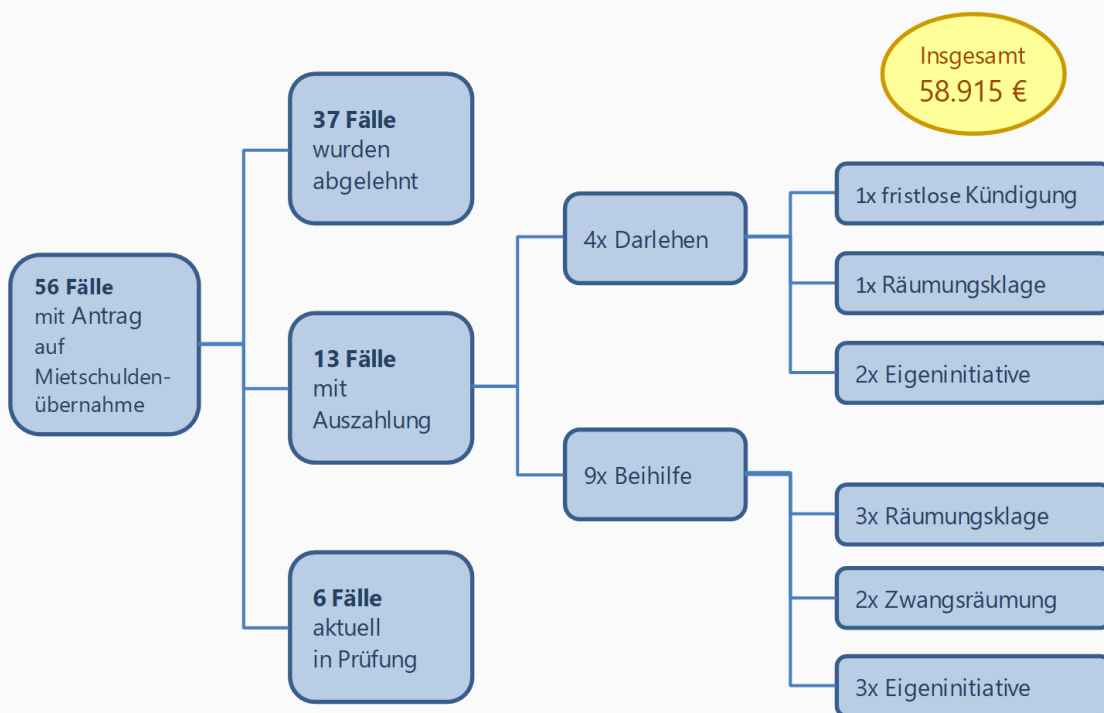 Insgesamt
58.915 €
37 Fälle
wurden
abgelehnt
56 Fälle
mit Antrag
auf
Mietschulden-
übernahme
13 Fälle
mit
Auszahlung
6 Fälle
aktuell
in Prüfung
4x Darlehen
9x Beihilfe
1x fristlose Kündigung
1x Räumungsklage
2x Eigeninitiative
3x Räumungsklage
2x Zwangsräumung
3x Eigeninitiative